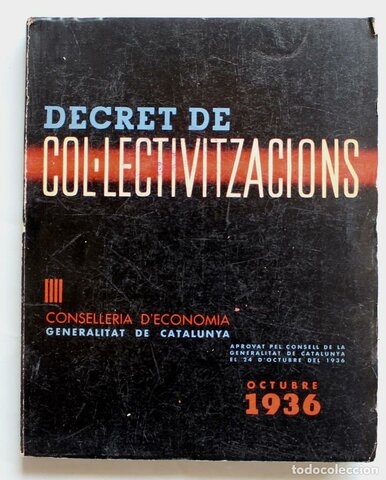 DECRET DE
COL·LECTIVITZACIONS
CONSELLERIA D'ECONOMIA
GENERALITAT DE CATALUNYA
APROVAT PEL CONSELL DE LA
GENERALITAT DE CATALUNYA
EL 24 D'OCTUBRE DEL 1936
OCTUBRE
1936
todocoleccion